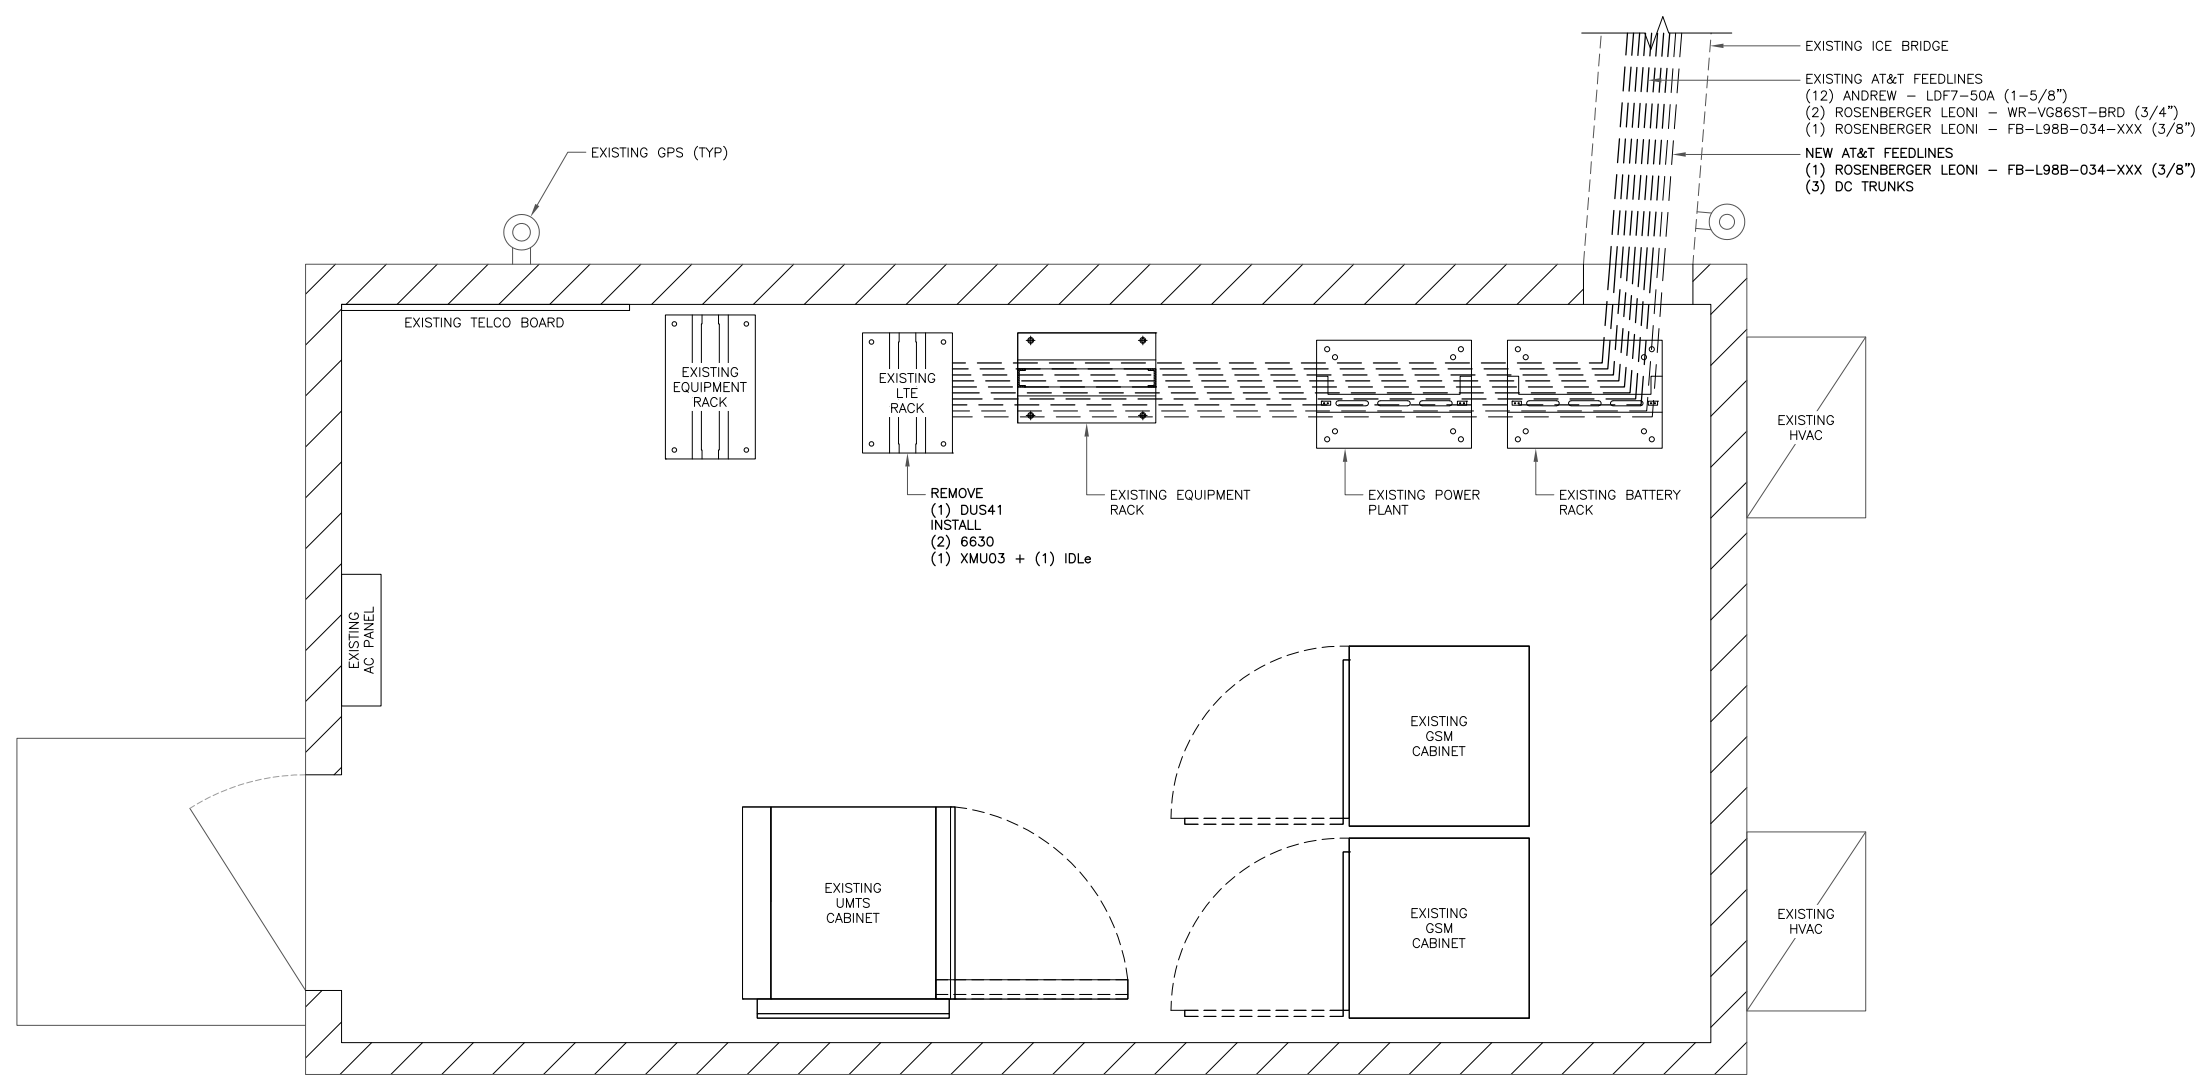 EXISTING ICE BRIDGE
EXISTING AT&T FEEDLINES
(12) ANDREW - LDF7-50A (1-5/8")
(2) ROSENBERGER LEONI - WR-VG86ST-BRD (3/4")
(1) ROSENBERGER LEONI - FB-L98B-034-XXX (3/8")
NEW AT&T FEEDLINES
(1) ROSENBERGER LEONI - FB-L98B-034-XXX (3/8")
(3) DC TRUNKS
EXISTING GPS (TYP)
EXISTING TELCO BOARD
EXISTING
EQUIPMENT
RACK
EXISTING
LTE
RACK
REMOVE
(1) DUS41
INSTALL
(2) 6630
(1) XMU03 + (1) IDLe
EXISTING EQUIPMENT
RACK
EXISTING POWER
PLANT
EXISTING BATTERY
RACK
EXISTING
HVAC
EXISTING
AC PANEL
EXISTING
GSM
CABINET
EXISTING
UMTS
CABINET
EXISTING
GSM
CABINET
EXISTING
HVAC